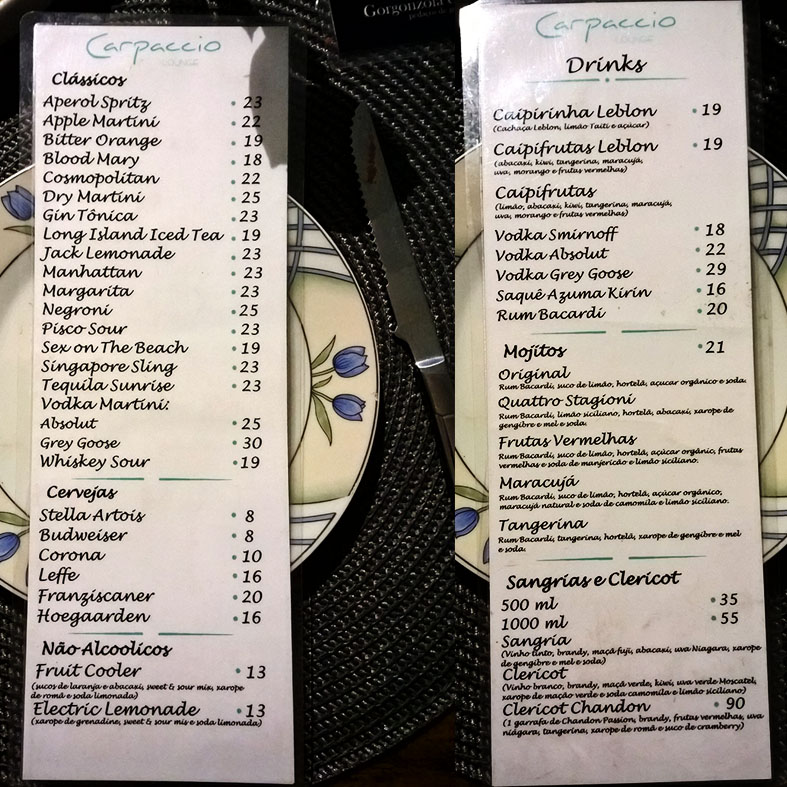 Gorgonzola
Carpaccio
LOUNGE
Clássicos
Aperol Spritz • 23
Apple Martini • 22
Bitter Orange • 19
Blood Mary • 18
Cosmopolitan • 22
Dry Martini • 25
Gin Tônica • 23
Long Island Iced Tea • 19
Jack Lemonade • 23
Manhattan • 23
Margarita • 23
Negroni • 25
Pisco Sour • 23
Sex on The Beach • 19
Singapore Sling • 23
Tequila Sunrise • 23
Vodka Martini:
Absolut • 25
Grey Goose • 30
Whiskey Sour • 19
Cervejas
Stella Artois • 8
Budweiser • 8
Corona • 10
Leffe • 16
Franziscaner • 20
Hoegaarden • 16
Não Alcoolicos
Fruit Cooler • 13
(sucos de laranja e abacaxi, sweet & sour mix, xarope
de romã e soda limonada)
Electric Lemonade • 13
(xarope de grenadine, sweet & sour mis e soda limonada)
Carpaccio
LOUNGE
Drinks
Caipirinha Leblon • 19
(Cachaça Leblon, limão Taiti e açúcar)
Caipifrutas Leblon • 19
(abacaxi, kiwi, tangerina, maracujá,
uva, morango e frutas vermelhas)
Caipifrutas
(limão, abacaxi, kiwi, tangerina, maracujá,
uva, morango e frutas vermelhas)
Vodka Smirnoff • 18
Vodka Absolut • 22
Vodka Grey Goose • 29
Saquê Azuma Kirin • 16
Rum Bacardi • 20
Mojitos • 21
Original
Rum Bacardi, suco de limão, hortelã, açucar orgânico e soda.
Quattro Stagioni
Rum Bacardi, limão siciliano, hortelã, abacaxi, xarope de
gengibre e mel e soda.
Frutas Vermelhas
Rum Bacardi, suco de limão, hortelã, açúcar orgânic, frutas
vermelhas e soda de manjericão e limão siciliano.
Maracujá
Rum Bacardi, suco de limão, hortelã, açúcar orgânico,
maracujá natural e soda de camomila e limão siciliano.
Tangerina
Rum Bacardi, tangerina, hortelã, xarope de gengibre e mel
e soda.
Sangrias e Clericot
500 ml • 35
1000 ml • 55
Sangria
(Vinho tinto, brandy, maçã fuji, abacaxi, uva Niagara, xarope
de gengibre e mel e soda)
Clericot
(Vinho branco, brandy, maçã verde, kiwi, uva verde Moscatel,
xarope de mação verde e soda camomila e limão siciliano)
Clericot Chandon • 90
(1 garrafa de Chandon Passion, brandy, frutas vermelhas, uva
niágara, tangerina, xarope de romã e suco de cramberry)